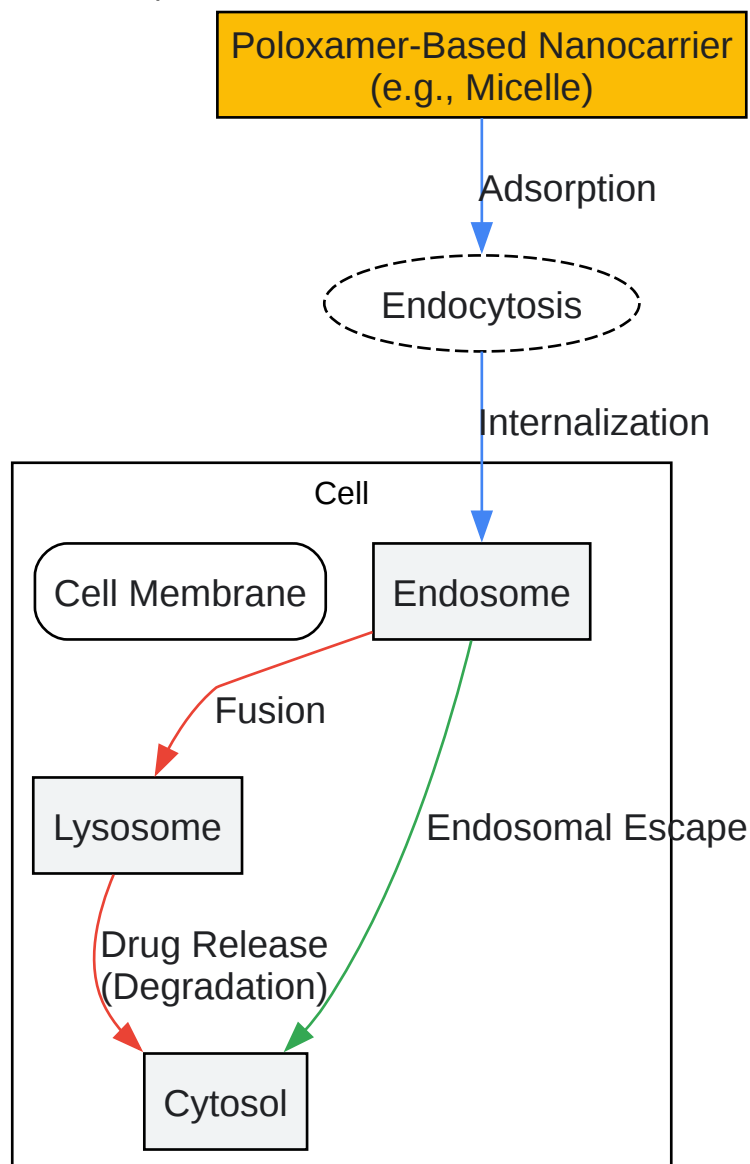 Poloxamer-Based Nanocarrier
(e.g., Micelle)
Adsorption
Endocytosis
Internalization
Cell
Cell Membrane
Endosome
Fusion
Lysosome
Endosomal Escape
Drug Release
(Degradation)
Cytosol